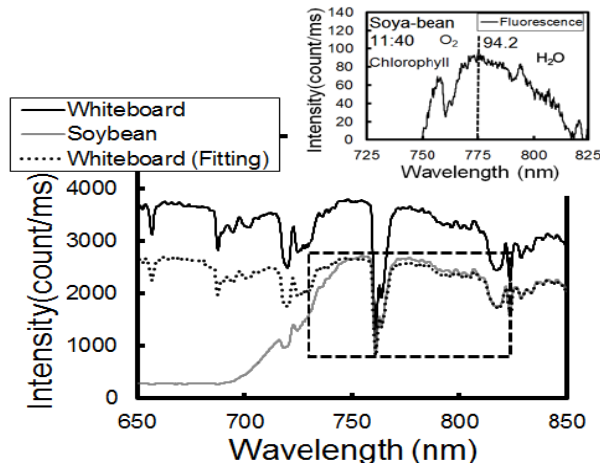 Soya-bean
Fluorescence
11:40 O2 94.2
Chlorophyll H2O
Intensity(count/ms)
140
120
100
80
60
40
20
0
725 750 775 800 825
Wavelength (nm)
Whiteboard
Soybean
Whiteboard (Fitting)
Intensity(count/ms)
4000
3000
2000
1000
0
650 700 750 800 850
Wavelength (nm)